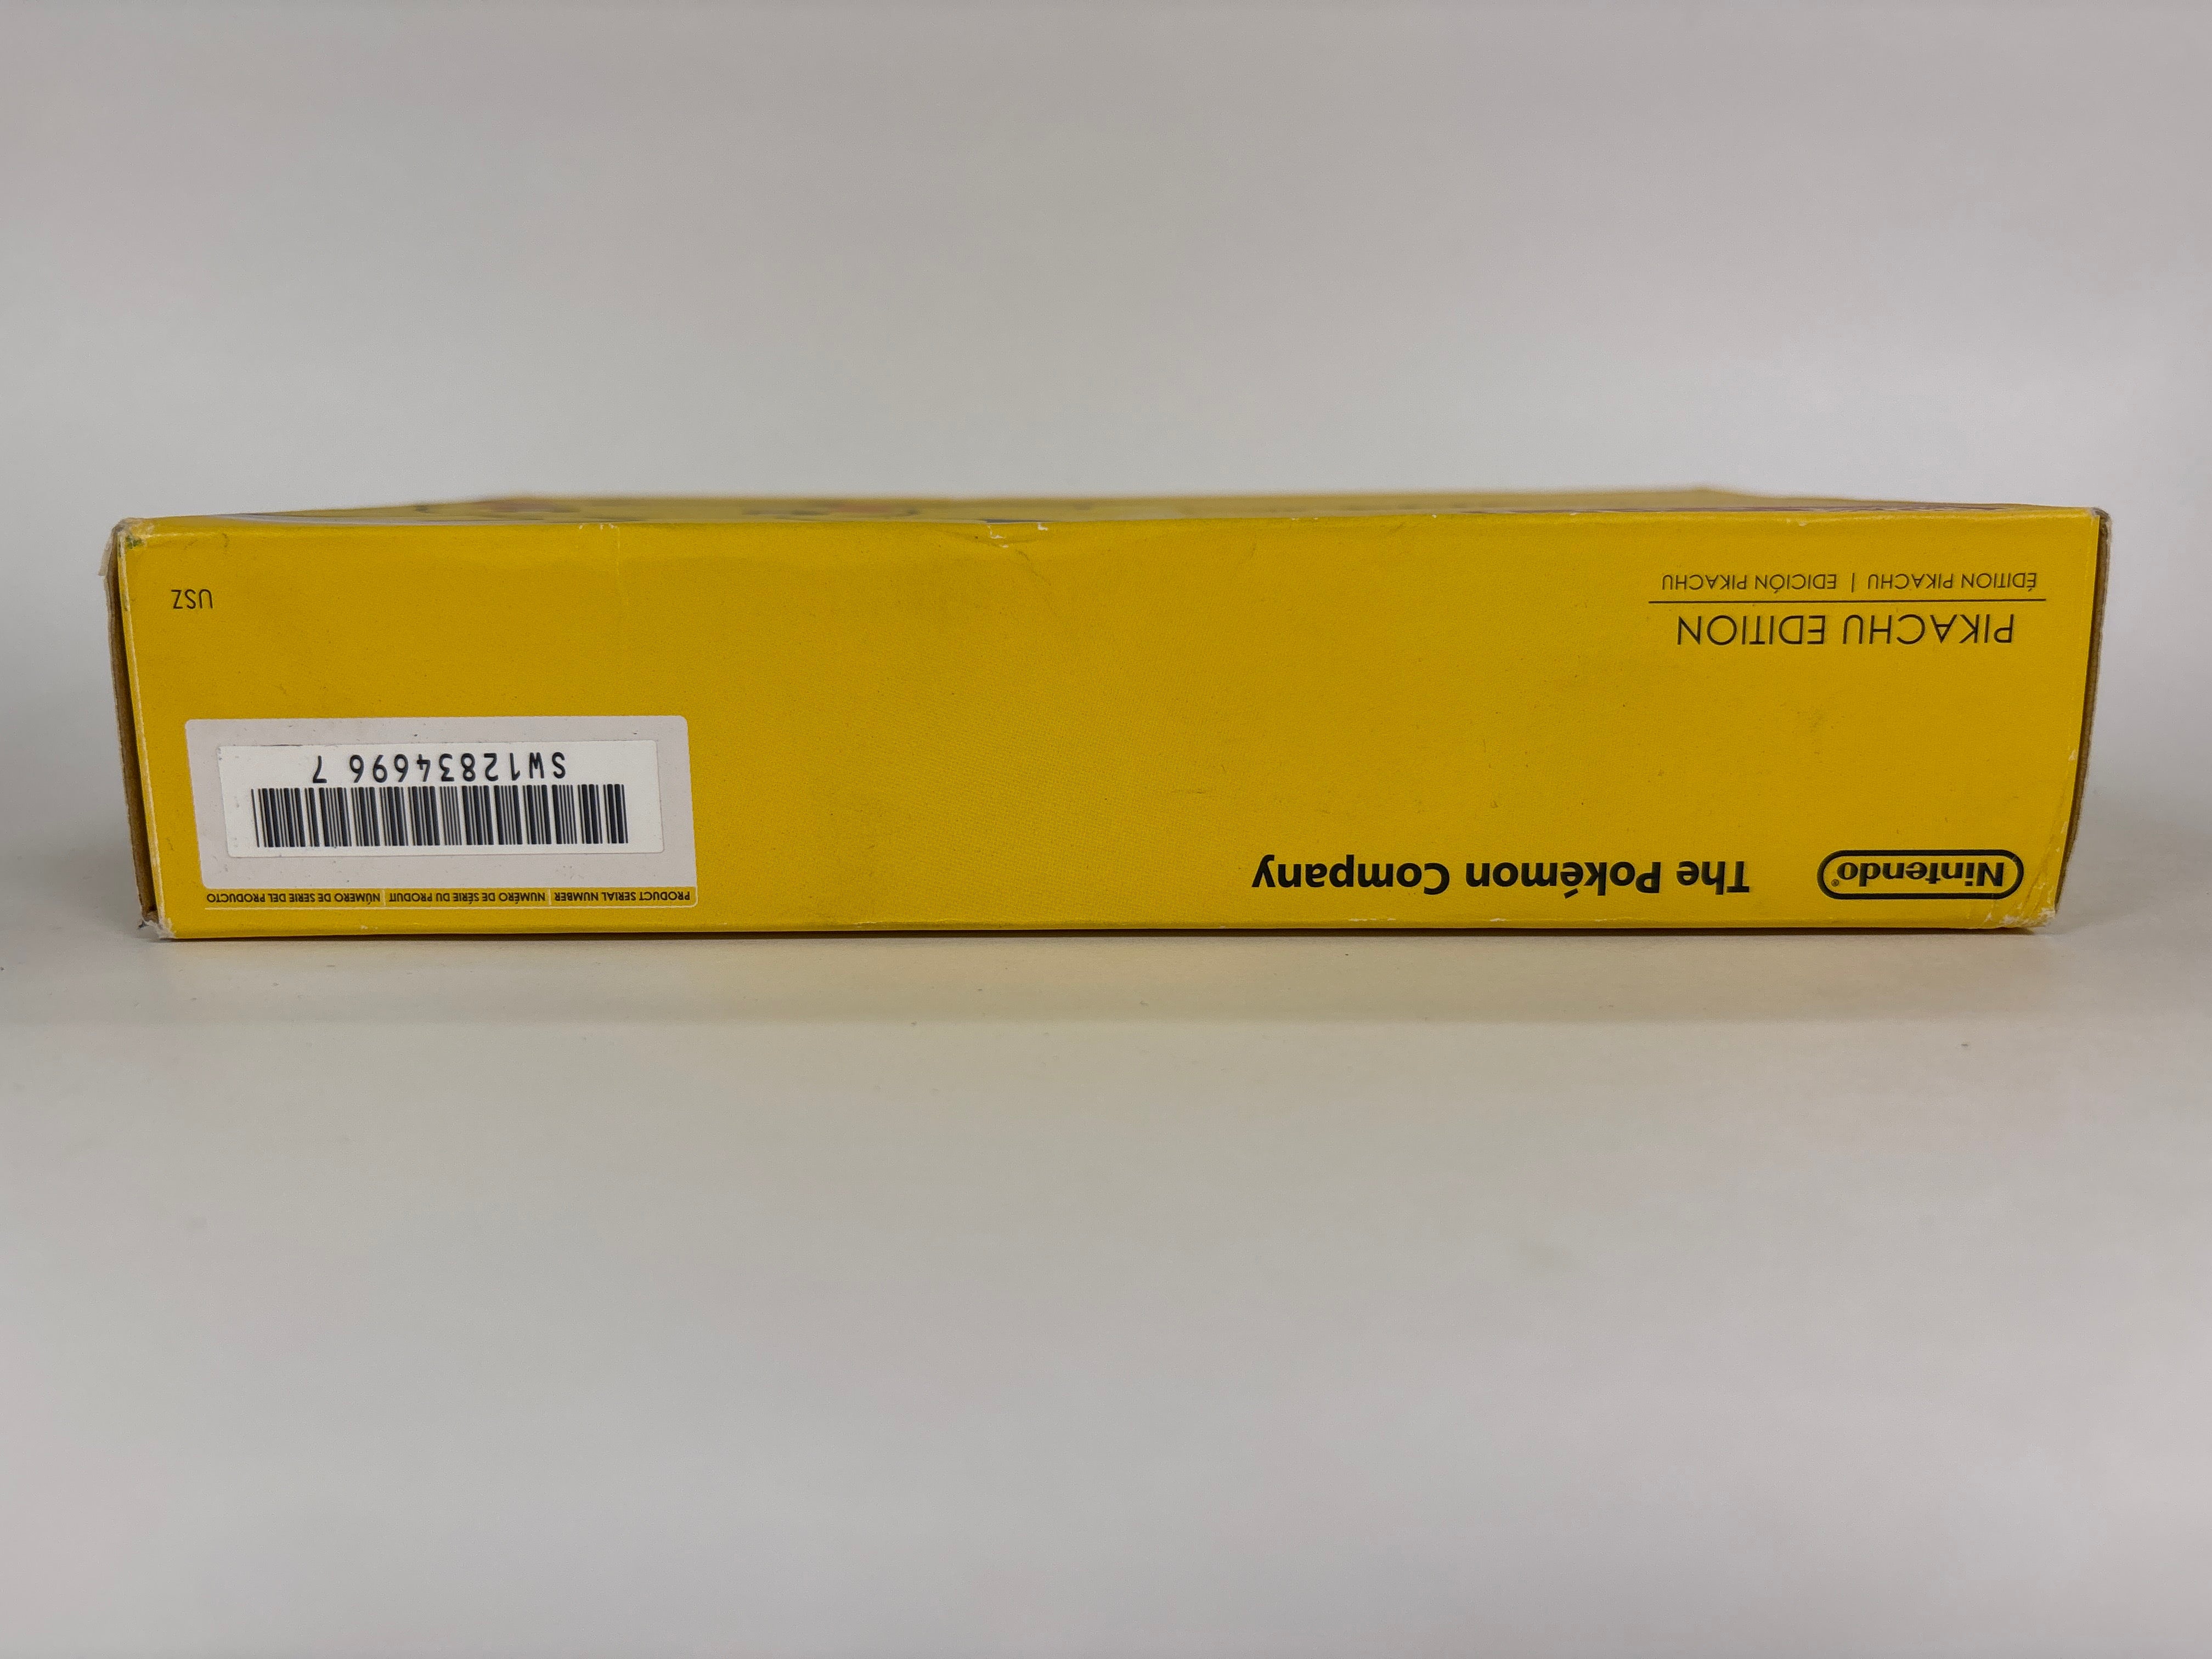 Nintendo®
The Pokémon Company
PRODUCT SERIAL NUMBER | NUMÉRO DE SÉRIE DU PRODUIT | NÚMERO DE SERIE DEL PRODUCTO
SW12834696 7
PIKACHU EDITION
ÉDITION PIKACHU | EDICIÓN PIKACHU
USZ